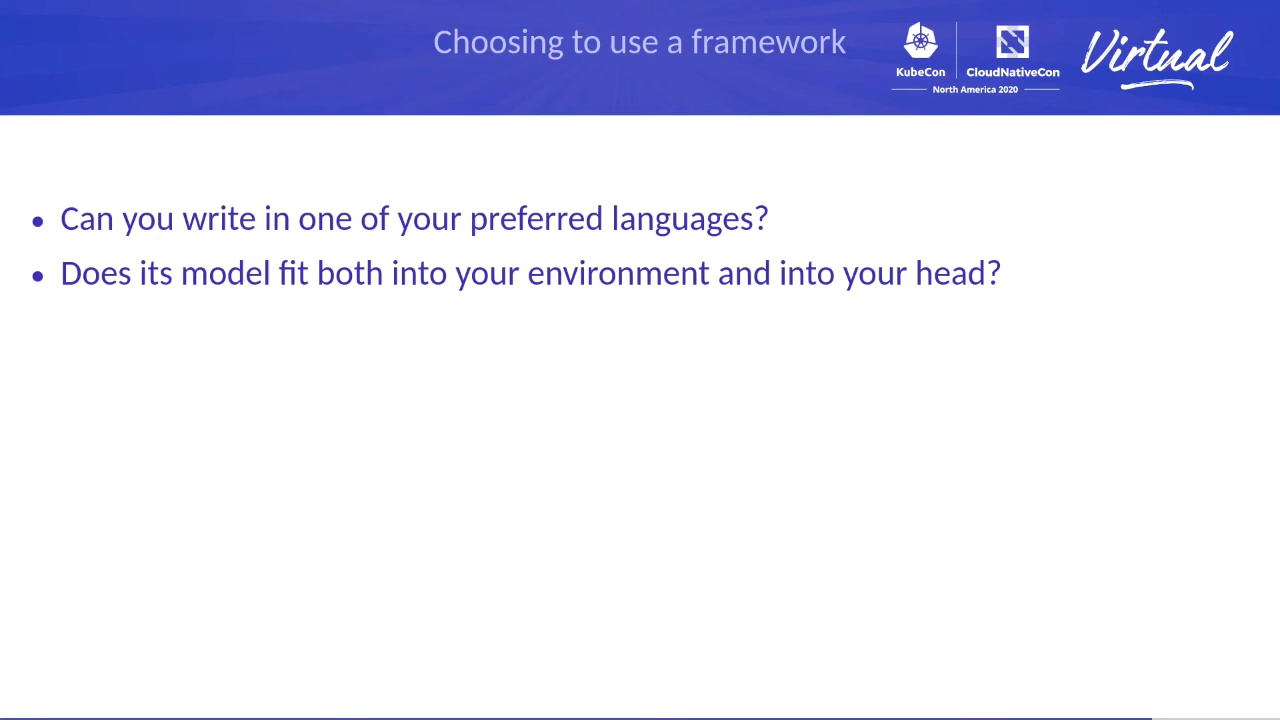 Choosing to use a framework
KubeCon
CloudNativeCon
North America 2020
Virtual
• Can you write in one of your preferred languages?
• Does its model fit both into your environment and into your head?